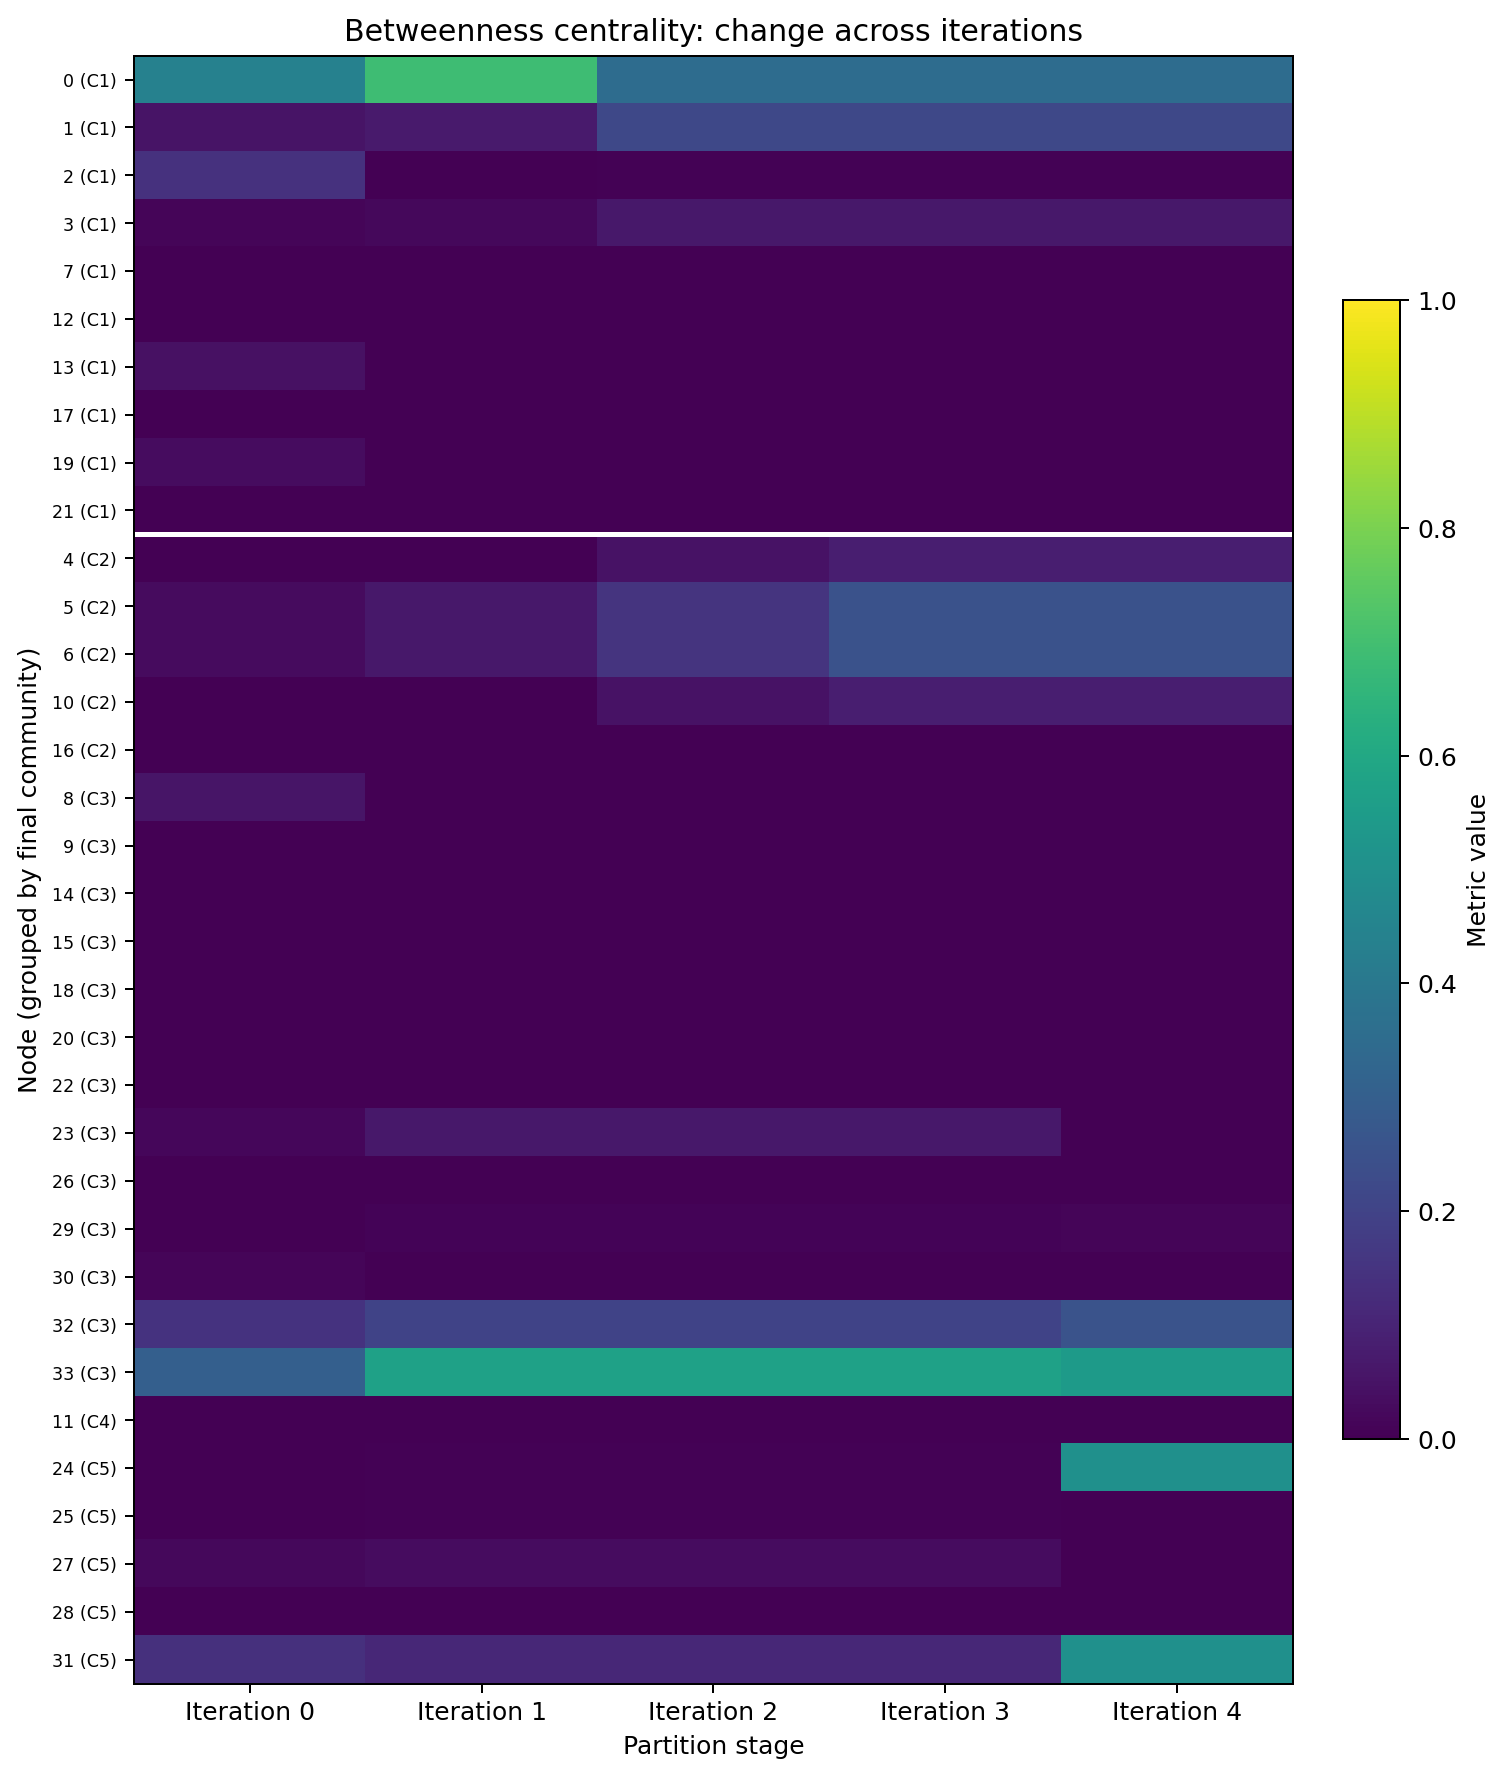 Betweenness centrality: change across iterations
0 (C1)
1 (C1)
2 (C1)
3 (C1)
7 (C1)
12 (C1)
13 (C1)
17 (C1)
19 (C1)
21 (C1)
4 (C2)
5 (C2)
6 (C2)
10 (C2)
16 (C2)
8 (C3)
9 (C3)
14 (C3)
15 (C3)
18 (C3)
20 (C3)
22 (C3)
23 (C3)
26 (C3)
29 (C3)
30 (C3)
32 (C3)
33 (C3)
11 (C4)
24 (C5)
25 (C5)
27 (C5)
28 (C5)
31 (C5)
Node (grouped by final community)
Iteration 0
Iteration 1
Iteration 2
Iteration 3
Iteration 4
Partition stage
1.0
0.8
0.6
0.4
0.2
0.0
Metric value